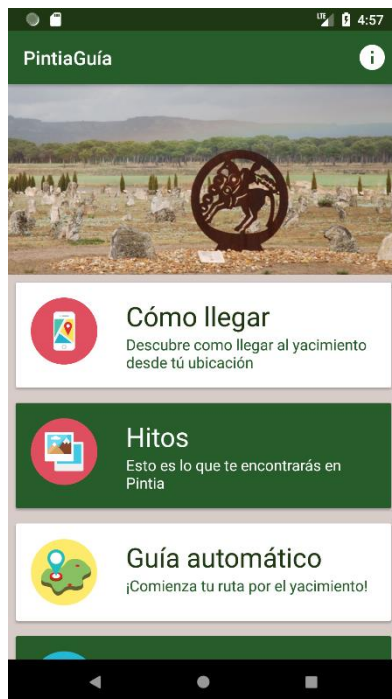 LTE 4:57
PintiaGuía
Cómo llegar
Descubre como llegar al yacimiento
desde tú ubicación
Hitos
Esto es lo que te encontrarás en
Pintia
Guía automático
¡Comienza tu ruta por el yacimiento!